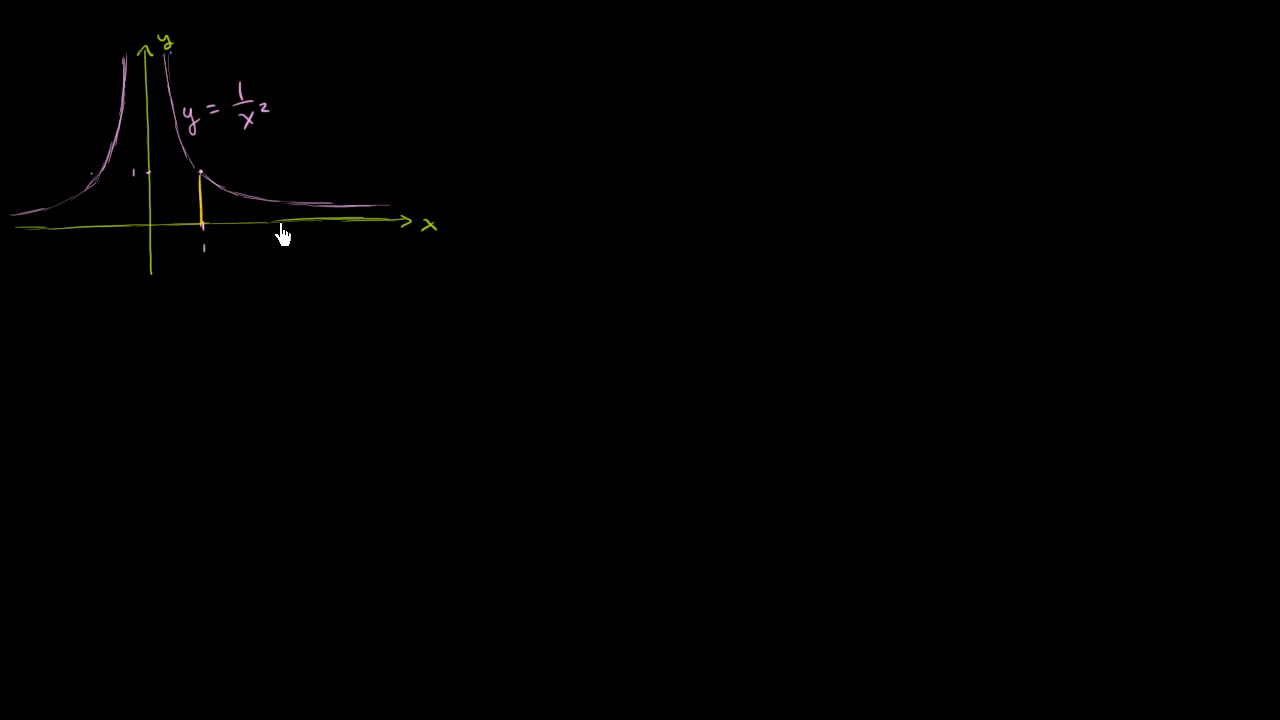 y
y = 1/x²
1
x
1